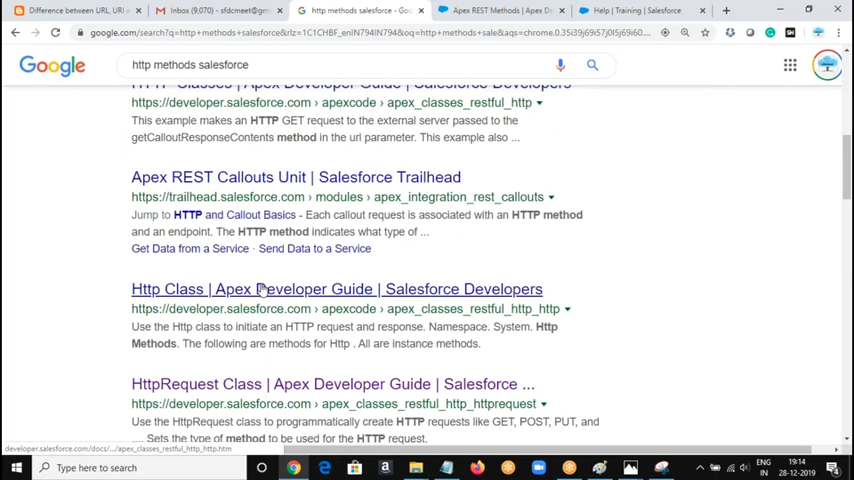 Difference between URL, URI a
Inbox (9,070) - sfdcmeet@gm
http methods salesforce - Goo
Apex REST Methods | Apex De
Help | Training | Salesforce
google.com/search?q=http+methods+salesforce&rlz=1C1CHBF_enIN794IN794&oq=http+methods+sale&aqs=chrome.0.35i39j69i57j0l5j69i60.
Google
http methods salesforce
HTTP Classes | Apex Developer Guide | Salesforce Developers
https://developer.salesforce.com › apexcode › apex_classes_restful_http
This example makes an HTTP GET request to the external server passed to the
getCalloutResponseContents method in the url parameter. This example also ...
Apex REST Callouts Unit | Salesforce Trailhead
https://trailhead.salesforce.com › modules › apex_integration_rest_callouts
Jump to HTTP and Callout Basics - Each callout request is associated with an HTTP method
and an endpoint. The HTTP method indicates what type of ...
Get Data from a Service · Send Data to a Service
Http Class | Apex Developer Guide | Salesforce Developers
https://developer.salesforce.com › apexcode › apex_classes_restful_http_http
Use the Http class to initiate an HTTP request and response. Namespace. System. Http
Methods. The following are methods for Http . All are instance methods.
HttpRequest Class | Apex Developer Guide | Salesforce ...
https://developer.salesforce.com › apex_classes_restful_http_httprequest
Use the HttpRequest class to programmatically create HTTP requests like GET, POST, PUT, and
.... Sets the type of method to be used for the HTTP request.
developer.salesforce.com/docs/.../apex_classes_restful_http_http.htm
Type here to search
ENG
IN
19:14
28-12-2019